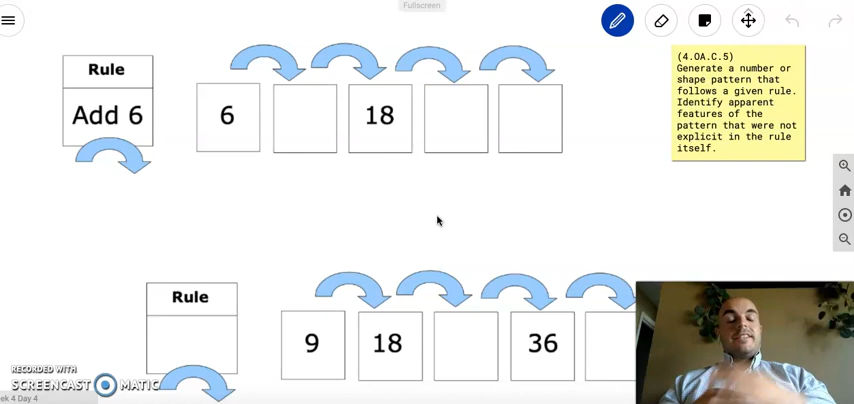 Fullscreen
Rule
Add 6
6
18
(4.OA.C.5)
Generate a number or
shape pattern that
follows a given rule.
Identify apparent
features of the
pattern that were not
explicit in the rule
itself.
Rule
9
18
36
RECORDED WITH
SCREENCAST MATIC
ek 4 Day 4